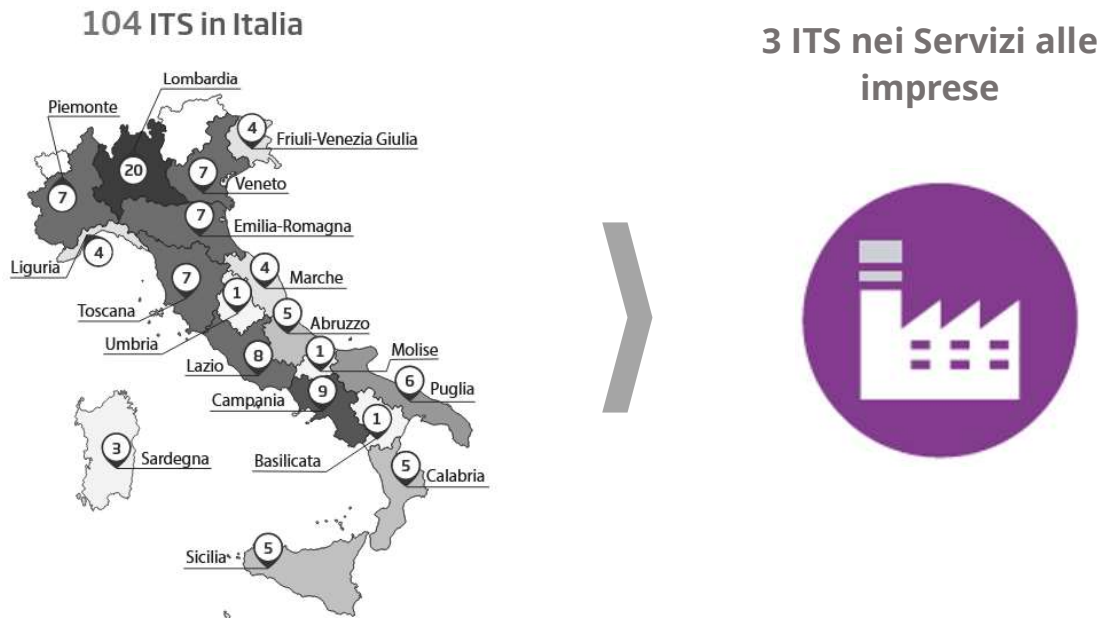 104 ITS in Italia
3 ITS nei Servizi alle
imprese
Lombardia
Piemonte
4
Friuli-Venezia Giulia
20
7
Veneto
7
7
Emilia-Romagna
4
Liguria
4
Marche
7
1
Toscana
5
Abruzzo
Umbria
1
Molise
8
Lazio
9
Campania
6
Puglia
1
Basilicata
3
Sardegna
5
Calabria
5
Sicilia